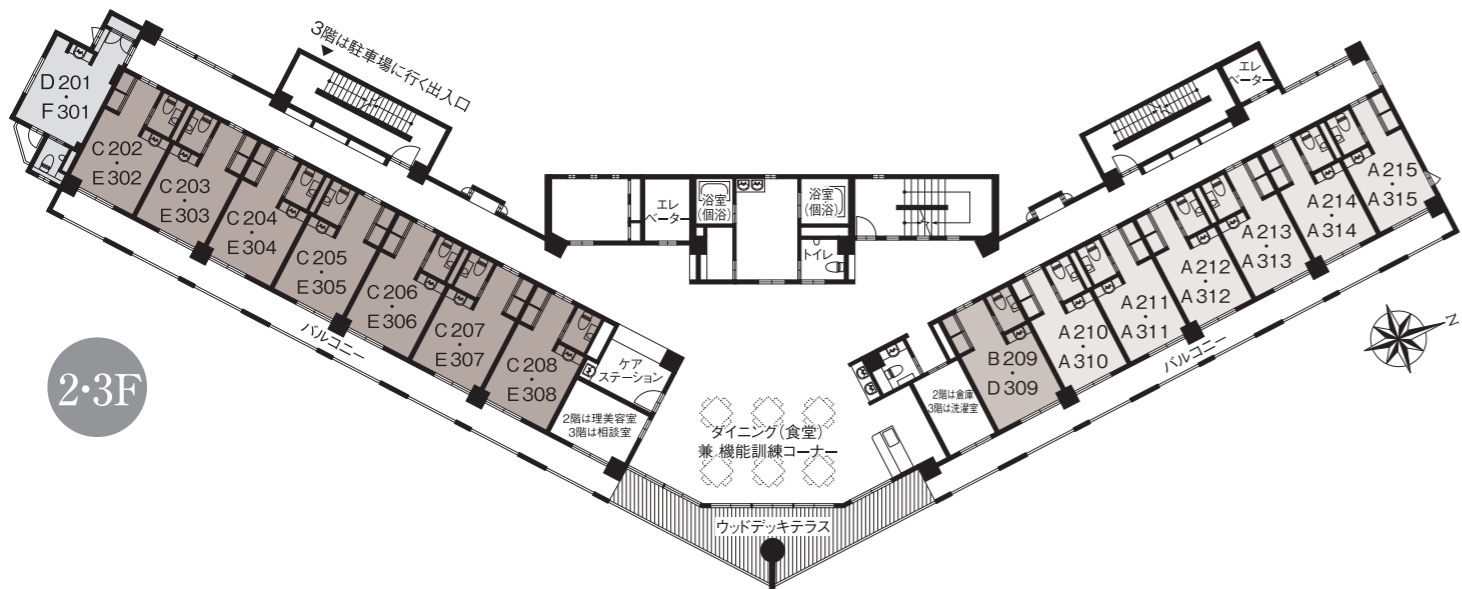 3階は駐車場に行く出入口
エレ
ベーター
D201
・
F301
C202
・
E302
C203
・
E303
C204
・
E304
C205
・
E305
C206
・
E306
C207
・
E307
C208
・
E308
エレ
ベーター
浴室
(個浴)
浴室
(個浴)
トイレ
A215
・
A315
A214
・
A314
A213
・
A313
A212
・
A312
A211
・
A311
A210
・
A310
B209
・
D309
バルコニー
バルコニー
N
2・3F
ケア
ステーション
2階は理美容室
3階は相談室
2階は倉庫
3階は洗濯室
ダイニング(食堂)
兼 機能訓練コーナー
ウッドデッキテラス